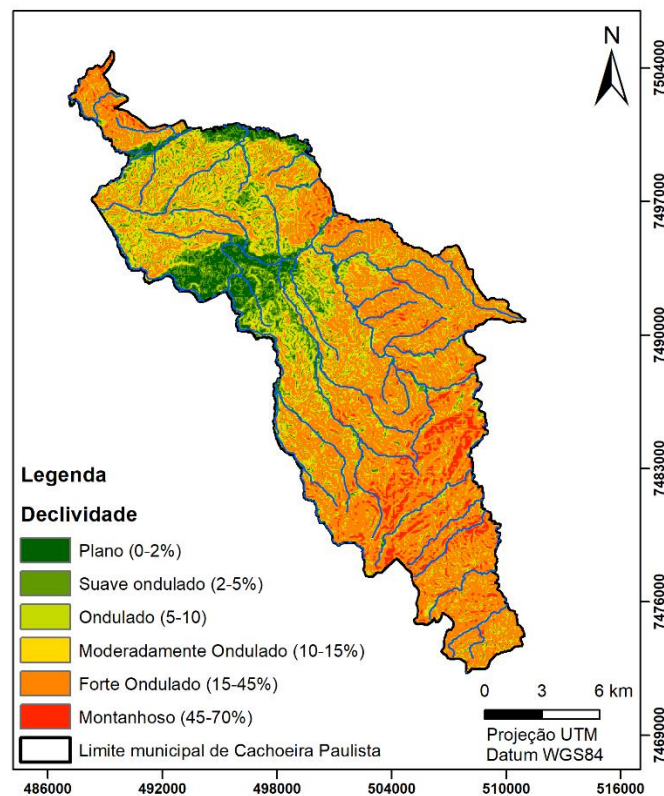 N
7504000
7497000
7490000
7483000
7476000
7469000
Legenda
Declividade
Plano (0-2%)
Suave ondulado (2-5%)
Ondulado (5-10)
Moderadamente Ondulado (10-15%)
Forte Ondulado (15-45%)
Montanhoso (45-70%)
Limite municipal de Cachoeira Paulista
0 3 6 km
Projeção UTM
Datum WGS84
486000 492000 498000 504000 510000 516000